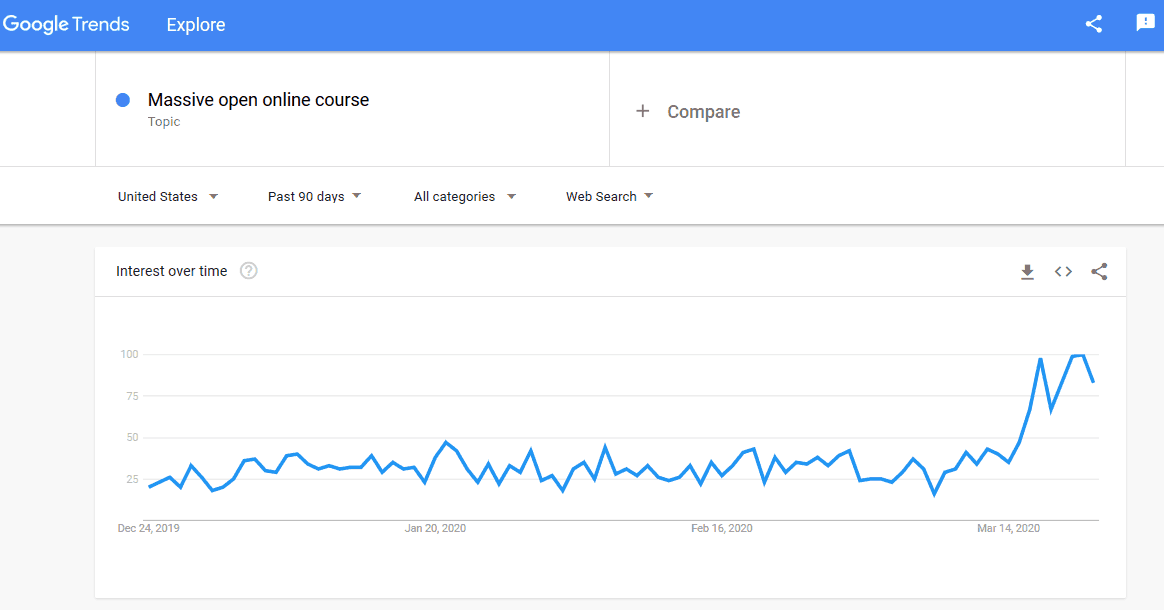 Google Trends Explore
Massive open online course
Topic
+ Compare
United States Past 90 days All categories Web Search
Interest over time ?
100
75
50
25
Dec 24, 2019 Jan 20, 2020 Feb 16, 2020 Mar 14, 2020